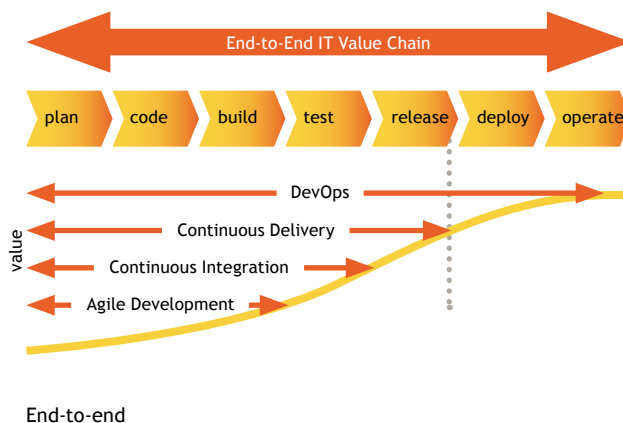 End-to-End IT Value Chain
plan code build test release deploy operate
DevOps
Continuous Delivery
value
Continuous Integration
Agile Development
End-to-end